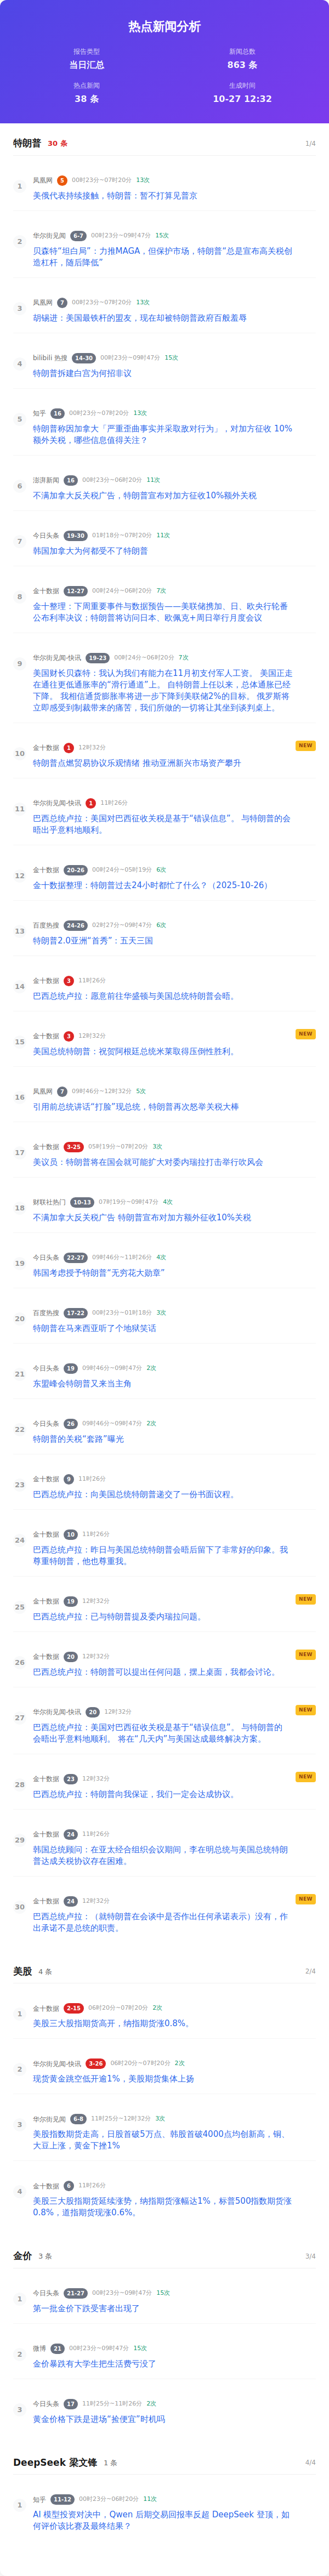 热点新闻分析
报告类型
当日汇总
新闻总数
863 条
热点新闻
38 条
生成时间
10-27 12:32
特朗普 30 条 1/4
1
凤凰网 5 00时23分~07时20分 13次
美俄代表持续接触，特朗普：暂不打算见普京
2
华尔街见闻 6-7 00时23分~09时47分 15次
贝森特“坦白局”：力推MAGA，但保护市场，特朗普“总是宣布高关税创
造杠杆，随后降低”
3
凤凰网 7 00时23分~07时20分 13次
胡锡进：美国最铁杆的盟友，现在却被特朗普政府百般羞辱
4
bilibili 热搜 14-30 00时23分~09时47分 15次
特朗普拆建白宫为何招非议
5
知乎 16 00时23分~07时20分 13次
特朗普称因加拿大「严重歪曲事实并采取敌对行为」，对加方征收 10%
额外关税，哪些信息值得关注？
6
澎湃新闻 16 00时23分~06时20分 11次
不满加拿大反关税广告，特朗普宣布对加方征收10%额外关税
7
今日头条 19-30 01时18分~07时20分 11次
韩国加拿大为何都受不了特朗普
8
金十数据 12-27 00时24分~06时20分 7次
金十整理：下周重要事件与数据预告——美联储携加、日、欧央行轮番
公布利率决议；特朗普将访问日本、欧佩克+周日举行月度会议
9
华尔街见闻-快讯 19-23 00时24分~06时20分 7次
美国财长贝森特：我认为我们有能力在11月初支付军人工资。 美国正走
在通往更低通胀率的“滑行通道”上。 自特朗普上任以来，总体通胀已经
下降。 我相信通货膨胀率将进一步下降到美联储2%的目标。 俄罗斯将
立即感受到制裁带来的痛苦，我们所做的一切将让其坐到谈判桌上。
10
金十数据 1 12时32分 NEW
特朗普点燃贸易协议乐观情绪 推动亚洲新兴市场资产攀升
11
华尔街见闻-快讯 1 11时26分
巴西总统卢拉：美国对巴西征收关税是基于“错误信息”。 与特朗普的会
晤出乎意料地顺利。
12
金十数据 20-26 00时24分~05时19分 6次
金十数据整理：特朗普过去24小时都忙了什么？（2025-10-26）
13
百度热搜 24-26 02时27分~09时47分 6次
特朗普2.0亚洲“首秀”：五天三国
14
金十数据 3 11时26分
巴西总统卢拉：愿意前往华盛顿与美国总统特朗普会晤。
15
金十数据 3 12时32分 NEW
美国总统特朗普：祝贺阿根廷总统米莱取得压倒性胜利。
16
凤凰网 7 09时46分~12时32分 5次
引用前总统讲话“打脸”现总统，特朗普再次怒举关税大棒
17
金十数据 3-25 05时19分~07时20分 3次
美议员：特朗普将在国会就可能扩大对委内瑞拉打击举行吹风会
18
财联社热门 10-13 07时19分~09时47分 4次
不满加拿大反关税广告 特朗普宣布对加方额外征收10%关税
19
今日头条 22-27 09时46分~11时26分 4次
韩国考虑授予特朗普“无穷花大勋章”
20
百度热搜 17-22 00时23分~01时18分 3次
特朗普在马来西亚听了个地狱笑话
21
今日头条 19 09时46分~09时47分 2次
东盟峰会特朗普又来当主角
22
今日头条 26 09时46分~09时47分 2次
特朗普的关税“套路”曝光
23
金十数据 9 11时26分
巴西总统卢拉：向美国总统特朗普递交了一份书面议程。
24
金十数据 10 11时26分
巴西总统卢拉：昨日与美国总统特朗普会晤后留下了非常好的印象。我
尊重特朗普，他也尊重我。
25
金十数据 19 12时32分 NEW
巴西总统卢拉：已与特朗普提及委内瑞拉问题。
26
金十数据 20 12时32分 NEW
巴西总统卢拉：特朗普可以提出任何问题，摆上桌面，我都会讨论。
27
华尔街见闻-快讯 20 12时32分 NEW
巴西总统卢拉：美国对巴西征收关税是基于“错误信息”。 与特朗普的
会晤出乎意料地顺利。 将在“几天内”与美国达成最终解决方案。
28
金十数据 23 12时32分 NEW
巴西总统卢拉：特朗普向我保证，我们一定会达成协议。
29
金十数据 24 11时26分
韩国总统顾问：在亚太经合组织会议期间，李在明总统与美国总统特朗
普达成关税协议存在困难。
30
金十数据 24 12时32分 NEW
巴西总统卢拉：（就特朗普在会谈中是否作出任何承诺表示）没有，作
出承诺不是总统的职责。
美股 4 条 2/4
1
金十数据 2-15 06时20分~07时20分 2次
美股三大股指期货高开，纳指期货涨0.8%。
2
华尔街见闻-快讯 3-26 06时20分~07时20分 2次
现货黄金跳空低开逾1%，美股期货集体上扬
3
华尔街见闻 6-8 11时25分~12时32分 3次
美股指数期货走高，日股首破5万点、韩股首破4000点均创新高，铜、
大豆上涨，黄金下挫1%
4
金十数据 6 11时26分
美股三大股指期货延续涨势，纳指期货涨幅达1%，标普500指数期货涨
0.8%，道指期货现涨0.6%。
金价 3 条 3/4
1
今日头条 21-27 00时23分~09时47分 15次
第一批金价下跌受害者出现了
2
微博 21 00时23分~09时47分 15次
金价暴跌有大学生把生活费亏没了
3
今日头条 17 11时25分~11时26分 2次
黄金价格下跌是进场“捡便宜”时机吗
DeepSeek 梁文锋 1 条 4/4
1
知乎 11-12 00时23分~06时20分 11次
AI 模型投资对决中，Qwen 后期交易回报率反超 DeepSeek 登顶，如
何评价该比赛及最终结果？